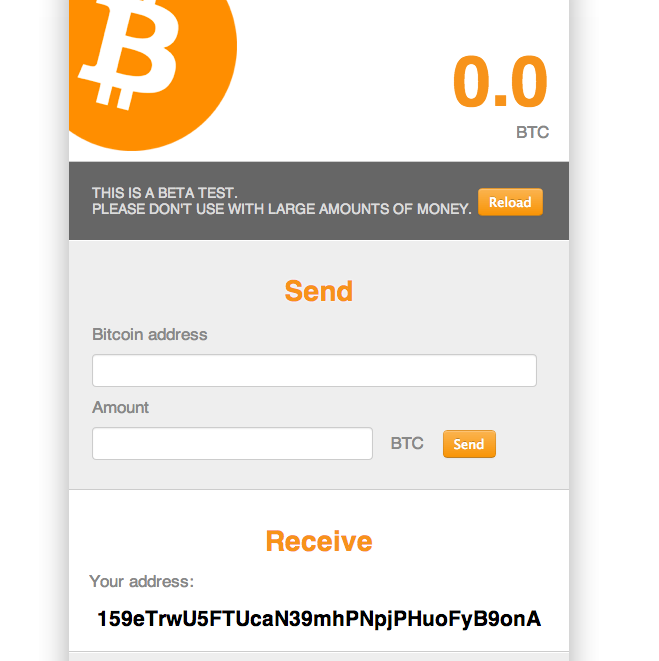 0.0
BTC
THIS IS A BETA TEST.
PLEASE DON'T USE WITH LARGE AMOUNTS OF MONEY.
Reload
Send
Bitcoin address
Amount
BTC
Send
Receive
Your address:
159eTrwU5FTUcaN39mhPNpjPHuoFyB9onA